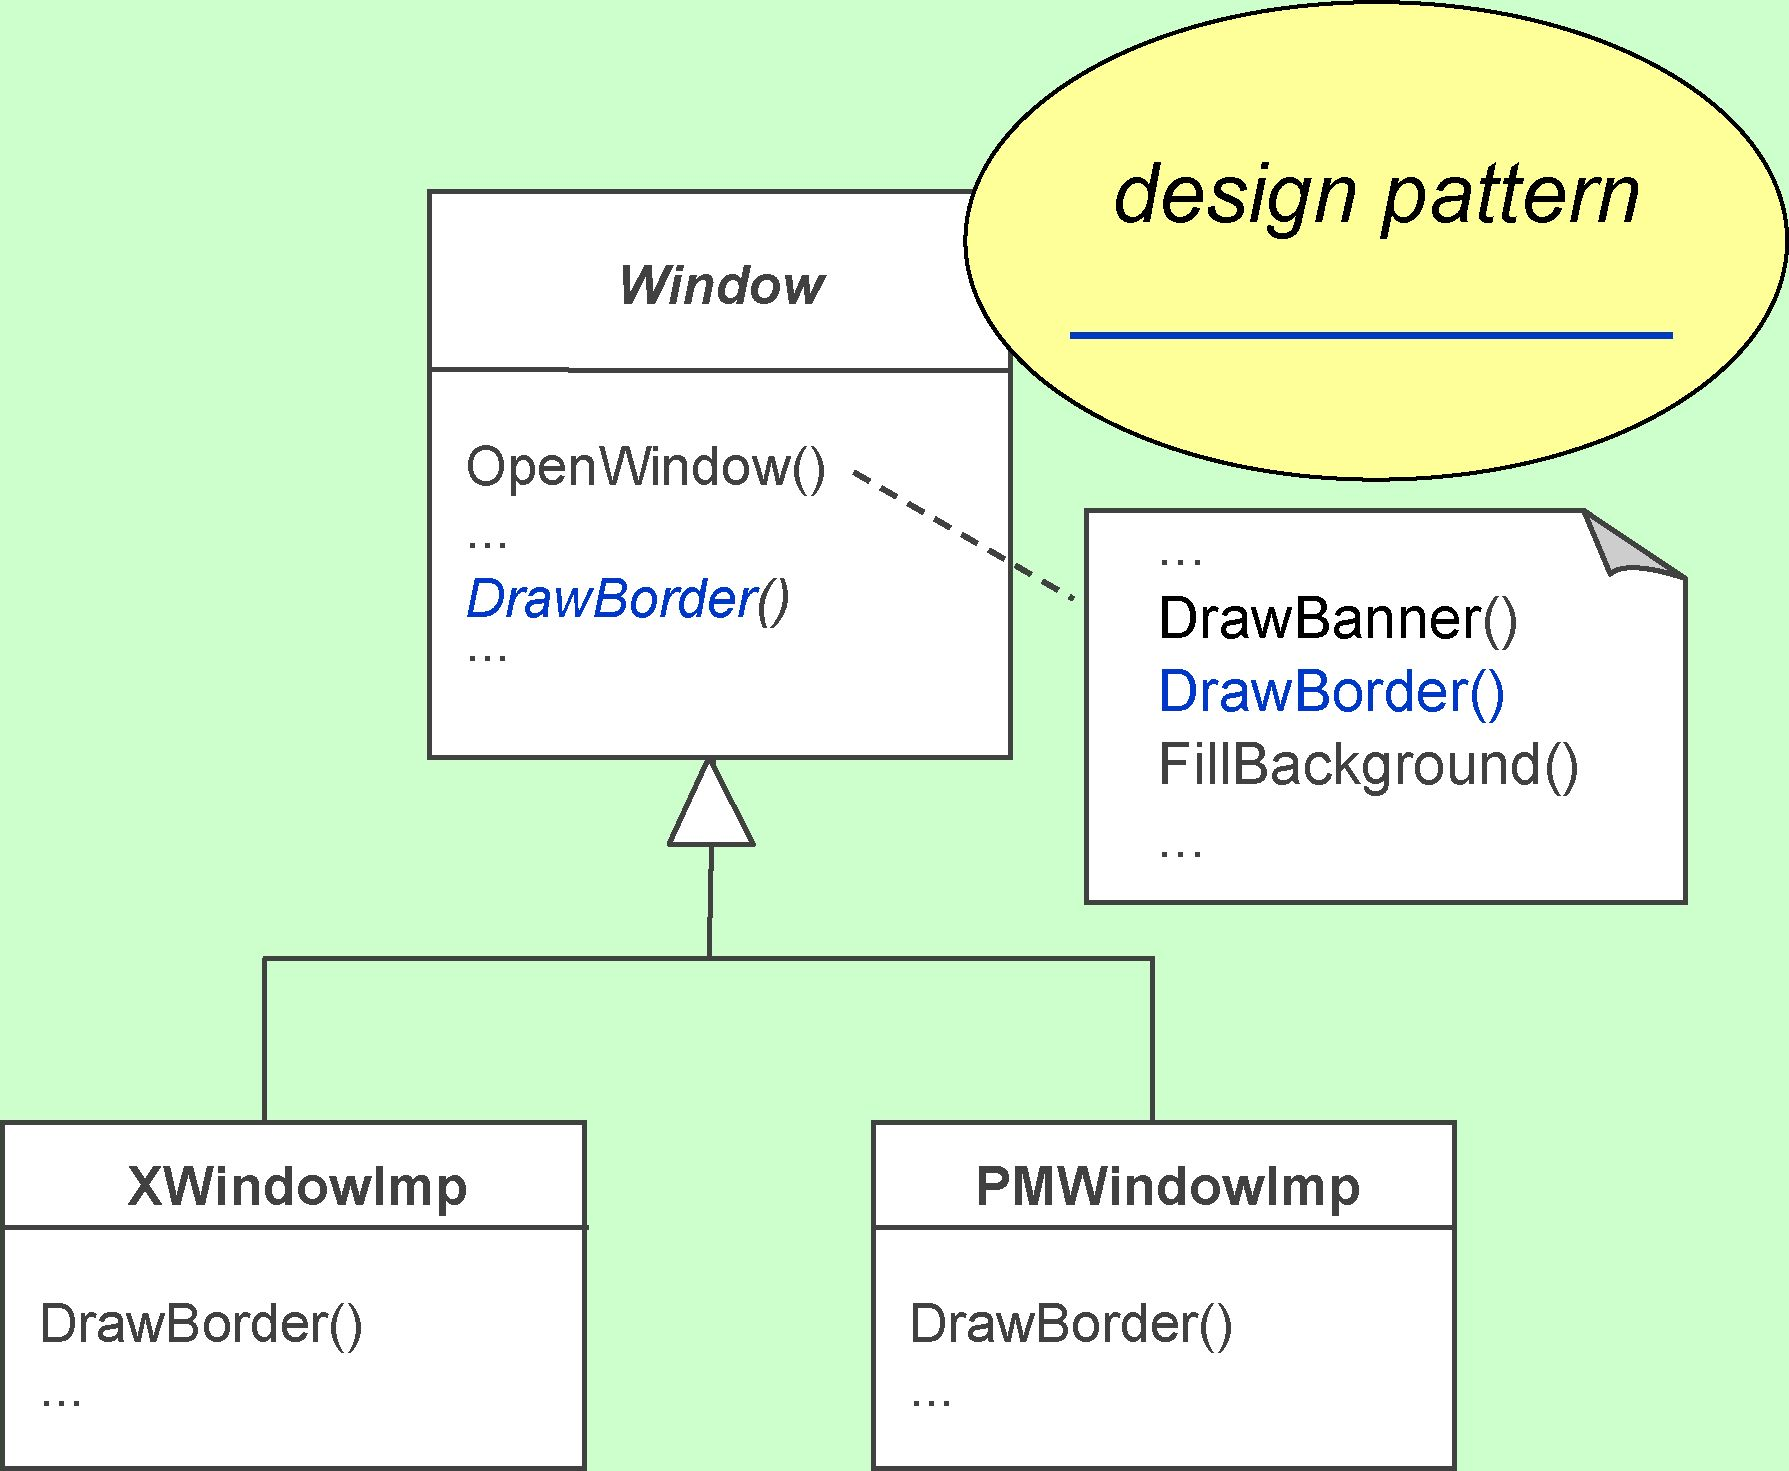 design pattern
Window
OpenWindow()
...
DrawBorder()
...
...
DrawBanner()
DrawBorder()
FillBackground()
...
XWindowImp
DrawBorder()
...
PMWindowImp
DrawBorder()
...